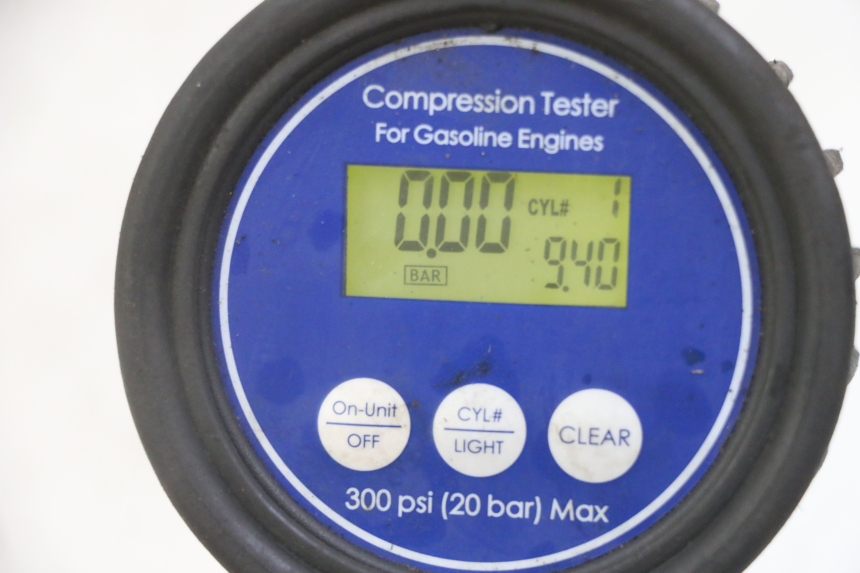 Compression Tester
For Gasoline Engines
0.00 CYL# 1
BAR 9.40
On-Unit
OFF
CYL#
LIGHT
CLEAR
300 psi (20 bar) Max